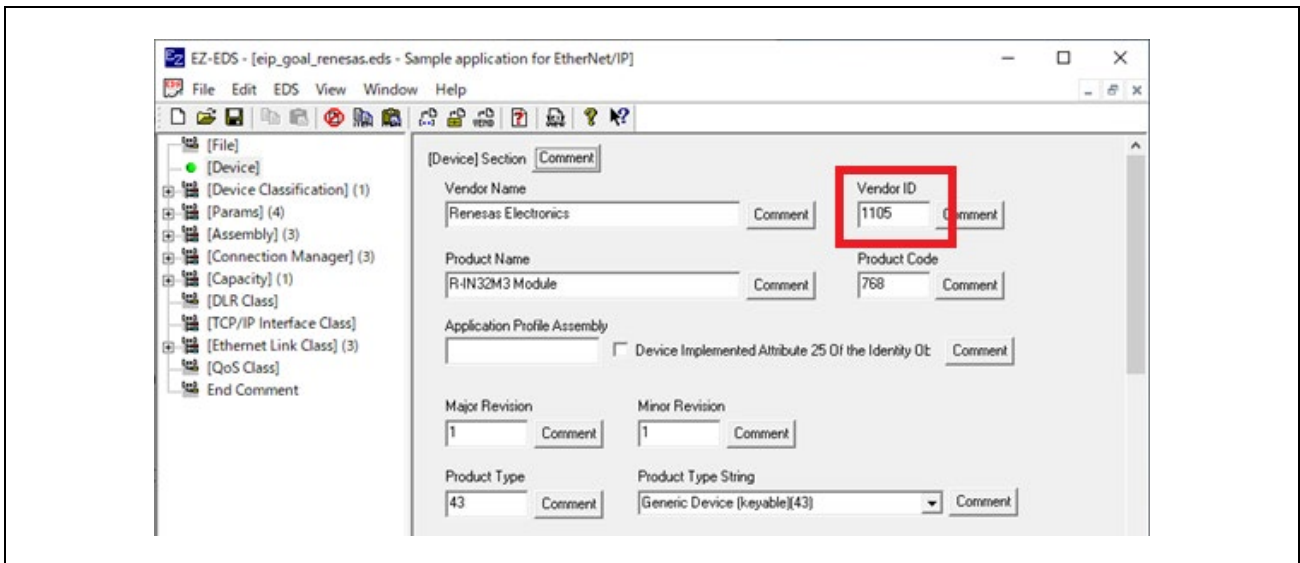 EZ-EDS - [eip_goal_renesas.eds - Sample application for EtherNet/IP]
File Edit EDS View Window Help
[File]
[Device]
[Device Classification] (1)
[Params] (4)
[Assembly] (3)
[Connection Manager] (3)
[Capacity] (1)
[DLR Class]
[TCP/IP Interface Class]
[Ethernet Link Class] (3)
[QoS Class]
End Comment
[Device] Section Comment
Vendor Name Vendor ID
Renesas Electronics Comment 1105 Comment
Product Name Product Code
R-IN32M3 Module Comment 768 Comment
Application Profile Assembly
Device Implemented Attribute 25 Of the Identity Ob Comment
Major Revision Minor Revision
1 Comment 1 Comment
Product Type Product Type String
43 Comment Generic Device (keyable)(43) Comment